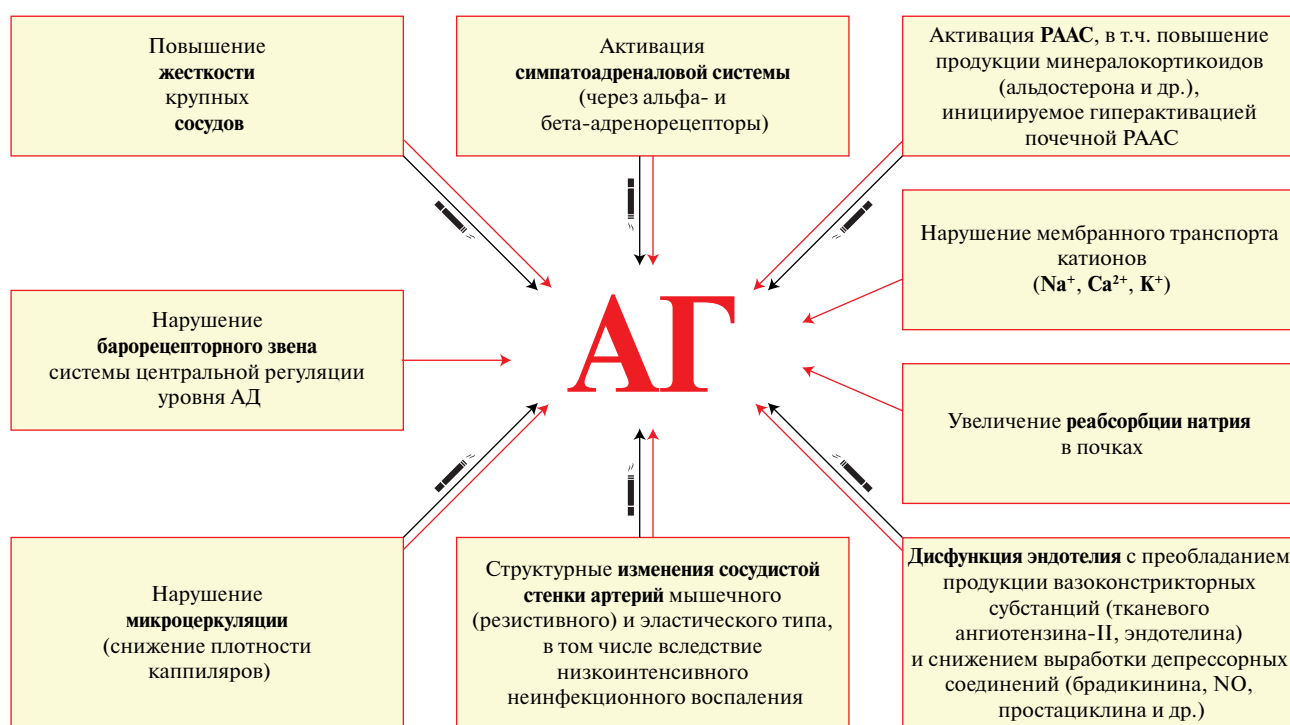 Повышение
жесткости
крупных
сосудов
Активация
симпатоадреналовой системы
(через альфа- и
бета-адренорецепторы)
Активация РААС, в т.ч. повышение
продукции минералокортикоидов
(альдостерона и др.),
инициируемое гиперактивацией
почечной РААС
Нарушение мембранного транспорта
катионов
(Na⁺, Ca²⁺, K⁺)
Нарушение
барорецепторного звена
системы центральной регуляции
уровня АД
АГ
Увеличение реабсорбции натрия
в почках
Нарушение
микроцеркуляции
(снижение плотности
каппиляров)
Структурные изменения сосудистой
стенки артерий мышечного
(резистивного) и эластического типа,
в том числе вследствие
низкоинтенсивного
неинфекционного воспаления
Дисфункция эндотелия с преобладанием
продукции вазоконстрикторных
субстанций (тканевого
ангиотензина-II, эндотелина)
и снижением выработки депрессорных
соединений (брадикинина, NO,
простациклина и др.)